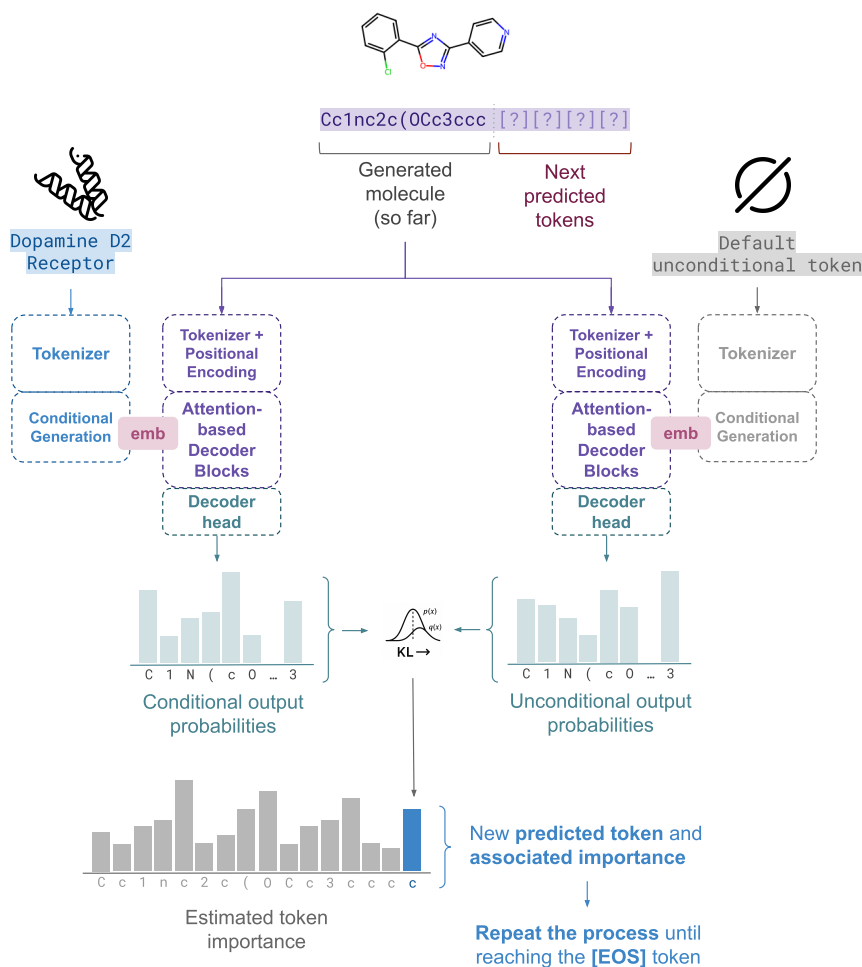 N
N
N
O
Cl
Cc1nc2c(OCc3ccc [?][?][?][?]
Generated
molecule
(so far)
Next
predicted
tokens
Dopamine D2
Receptor
Default
unconditional token
Tokenizer
Tokenizer +
Positional
Encoding
Tokenizer +
Positional
Encoding
Tokenizer
Conditional
Generation
emb
Attention-
based
Decoder
Blocks
Attention-
based
Decoder
Blocks
emb
Conditional
Generation
Decoder
head
Decoder
head
p(x)
q(x)
KL →
C 1 N ( c O … 3
C 1 N ( c O … 3
Conditional output
probabilities
Unconditional output
probabilities
C c 1 n c 2 c ( O C c 3 c c c c
Estimated token
importance
New predicted token and
associated importance
Repeat the process until
reaching the [EOS] token